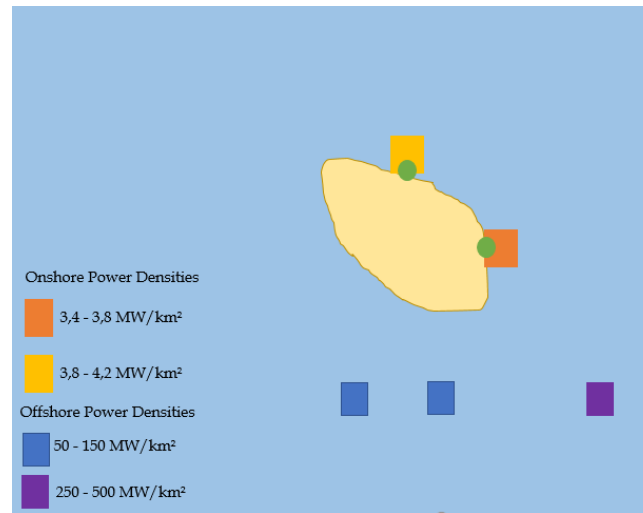 Onshore Power Densities
3,4 - 3,8 MW/km²
3,8 - 4,2 MW/km²
Offshore Power Densities
50 - 150 MW/km²
250 - 500 MW/km²